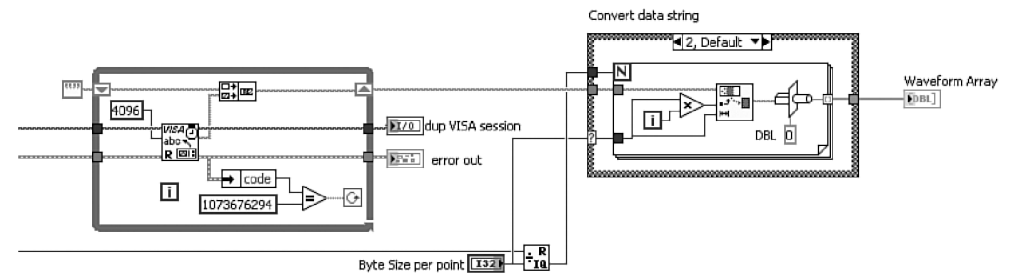 Convert data string
2, Default
N
Waveform Array
DBL
4096
VISA
abc
R
I/O
dup VISA session
error out
i
DBL
0
i
code
1073676294
=
R
IQ
Byte Size per point
I32